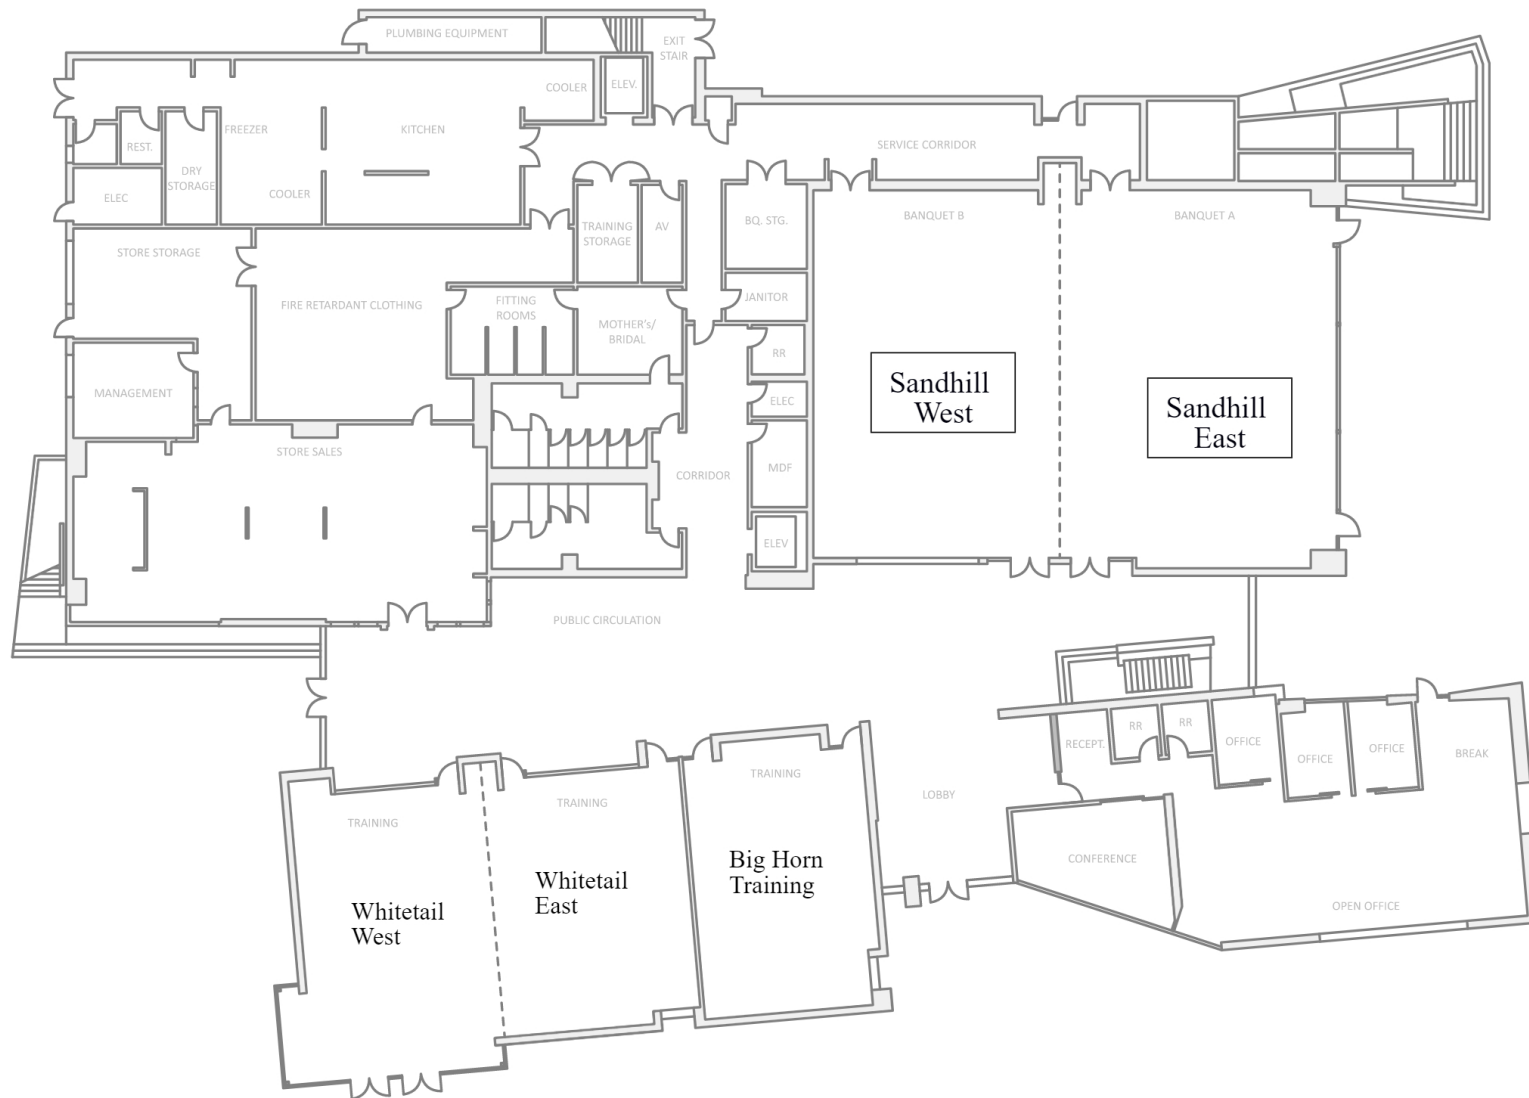 PLUMBING EQUIPMENT
EXIT
STAIR
COOLER
ELEV.
FREEZER
KITCHEN
SERVICE CORRIDOR
REST.
DRY
STORAGE
ELEC
COOLER
TRAINING
STORAGE
AV
BQ. STG.
BANQUET B
BANQUET A
STORE STORAGE
FIRE RETARDANT CLOTHING
FITTING
ROOMS
MOTHER's/
BRIDAL
JANITOR
RR
MANAGEMENT
ELEC
Sandhill
West
Sandhill
East
STORE SALES
CORRIDOR
MDF
ELEV
PUBLIC CIRCULATION
RECEPT.
RR
RR
OFFICE
OFFICE
OFFICE
BREAK
TRAINING
TRAINING
TRAINING
LOBBY
CONFERENCE
OPEN OFFICE
Whitetail
West
Whitetail
East
Big Horn
Training